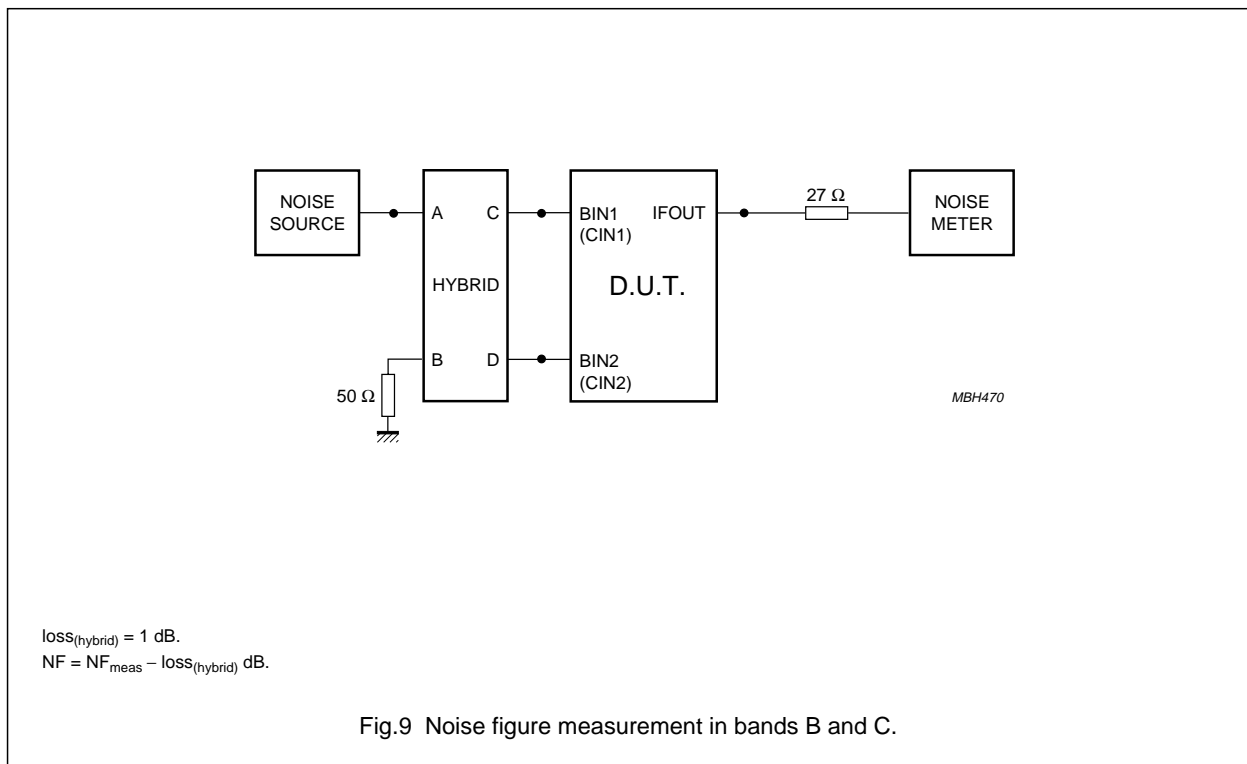 NOISE
SOURCE
A
C
HYBRID
B
D
50 Ω
BIN1
(CIN1)
IFOUT
D.U.T.
BIN2
(CIN2)
27 Ω
NOISE
METER
MBH470
loss(hybrid) = 1 dB.
NF = NFmeas − loss(hybrid) dB.
Fig.9 Noise figure measurement in bands B and C.